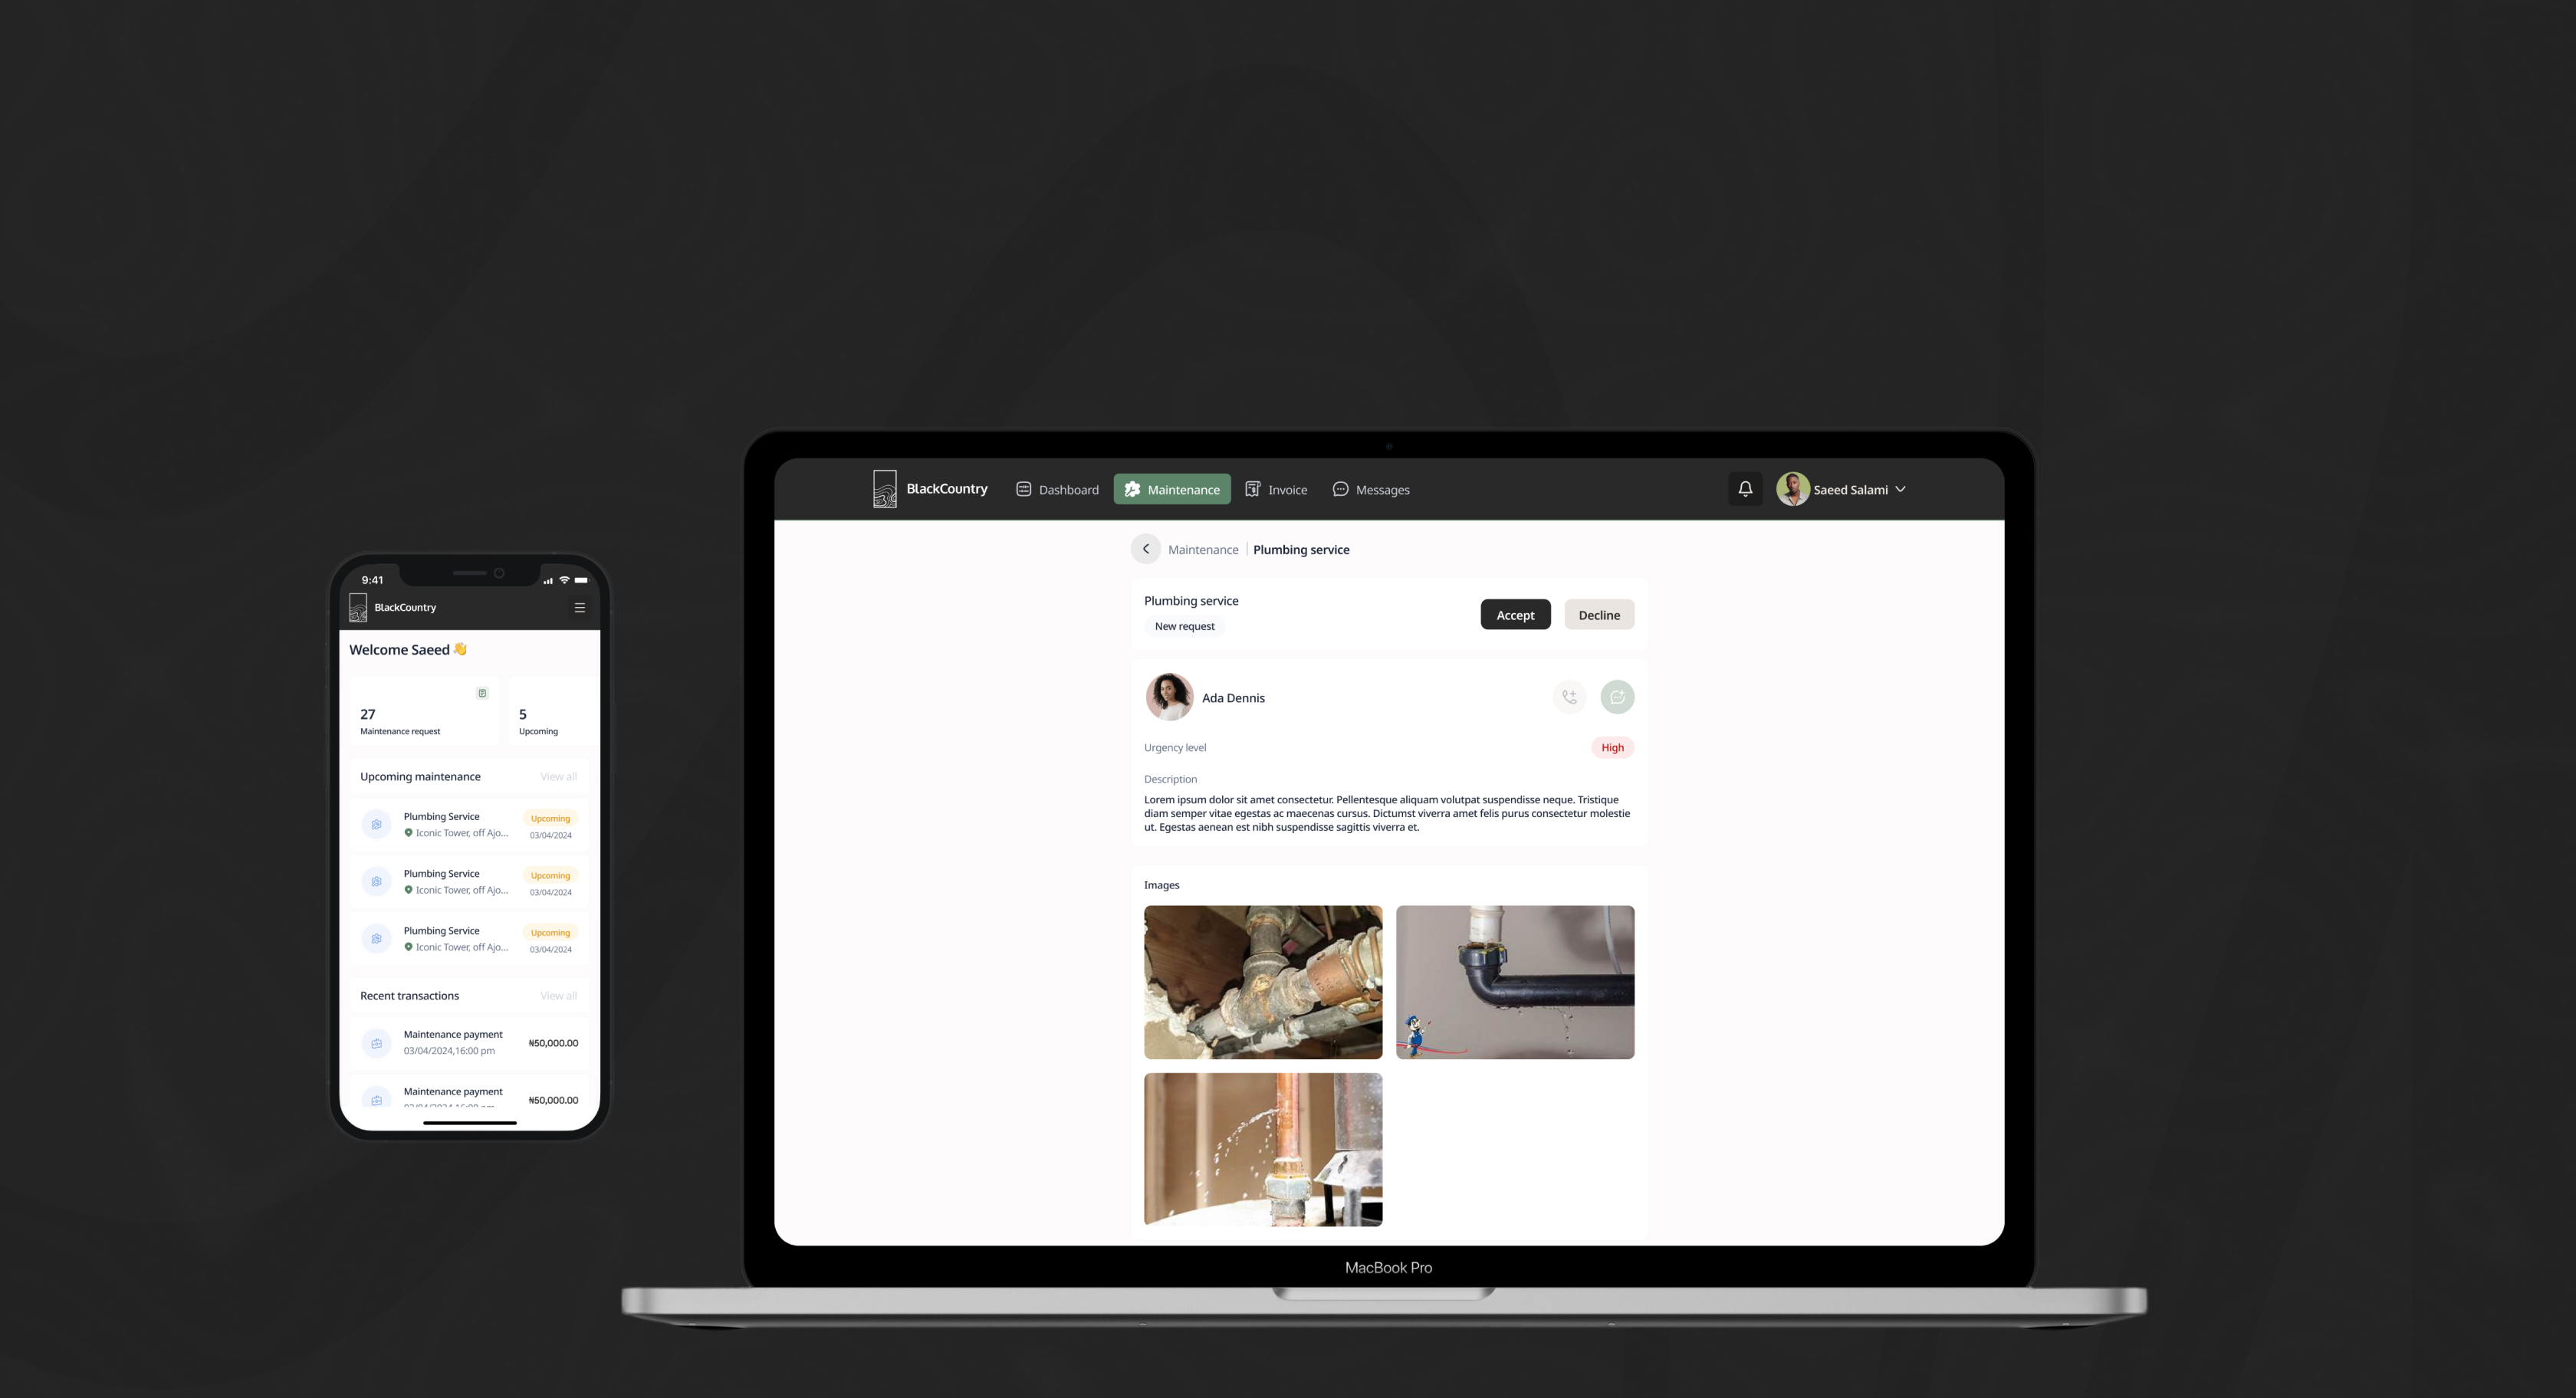 9:41
BlackCountry
Welcome Saeed 👋
27
Maintenance request
5
Upcoming
Upcoming maintenance
View all
Plumbing Service
Upcoming
Iconic Tower, off Ajo...
03/04/2024
Plumbing Service
Upcoming
Iconic Tower, off Ajo...
03/04/2024
Plumbing Service
Upcoming
Iconic Tower, off Ajo...
03/04/2024
Recent transactions
View all
Maintenance payment
₦50,000.00
03/04/2024,16:00 pm
Maintenance payment
₦50,000.00
03/04/2024,16:00 pm
BlackCountry
Dashboard
Maintenance
Invoice
Messages
Saeed Salami
Maintenance | Plumbing service
Plumbing service
New request
Accept
Decline
Ada Dennis
Urgency level
High
Description
Lorem ipsum dolor sit amet consectetur. Pellentesque aliquam volutpat suspendisse neque. Tristique
diam semper vitae egestas ac maecenas cursus. Dictumst viverra amet felis purus consectetur molestie
ut. Egestas aenean est nibh suspendisse sagittis viverra et.
Images
MacBook Pro